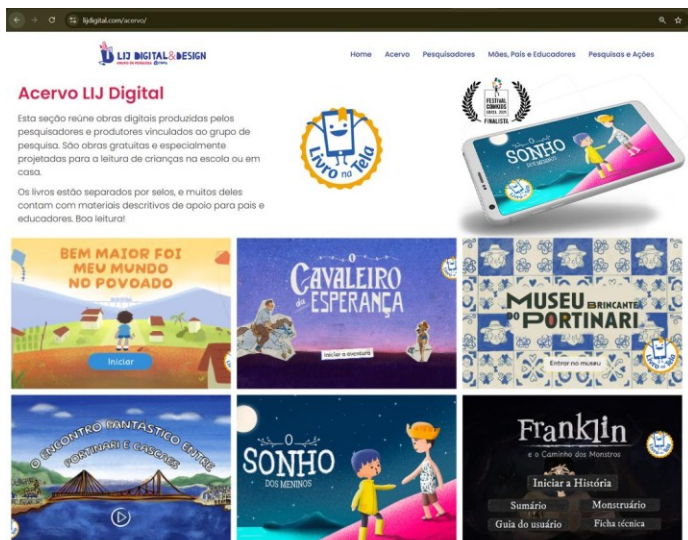 lijdigital.com/acervo/
LIJ DIGITAL&DESIGN
Home Acervo Pesquisadores Mães, Pais e Educadores Pesquisas e Ações
Acervo LIJ Digital
Esta seção reúne obras digitais produzidas pelos
pesquisadores e produtores vinculados ao grupo de
pesquisa. São obras gratuitas e especialmente
projetadas para a leitura de crianças na escola ou em
casa.
Os livros estão separados por selos, e muitos deles
contam com materiais descritivos de apoio para pais e
educadores. Boa leitura!
Livro na Tela
FESTIVAL
COMKIDS
FINALISTA
O
SONHO
DOS MENINOS
BEM MAIOR FOI
MEU MUNDO
NO POVOADO
Iniciar
O
CAVALEIRO
da ESPERANÇA
Iniciar a aventura
MUSEU BRINCANTE
DO PORTINARI
Entrar no museu
Livro na Tela
O ENCONTRO FANTÁSTICO ENTRE
PORTINARI E CASCAES
O
SONHO
DOS MENINOS
Franklin
e o Caminho dos Monstros
Iniciar a História
Sumário Monstruário
Guia do usuário Ficha técnica